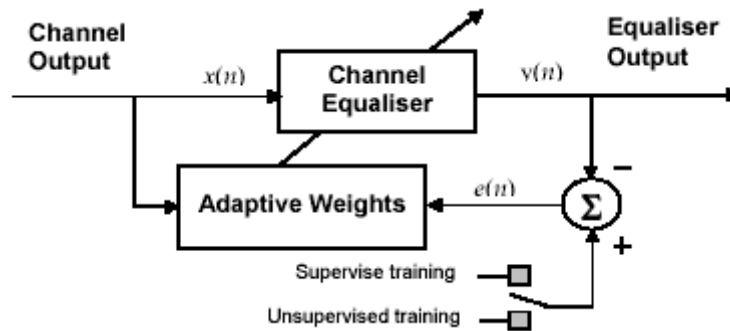 Channel
Output
Equaliser
Output
x(n)
Channel
Equaliser
y(n)
Adaptive Weights
e(n)
−
Σ
+
Supervise training
Unsupervised training